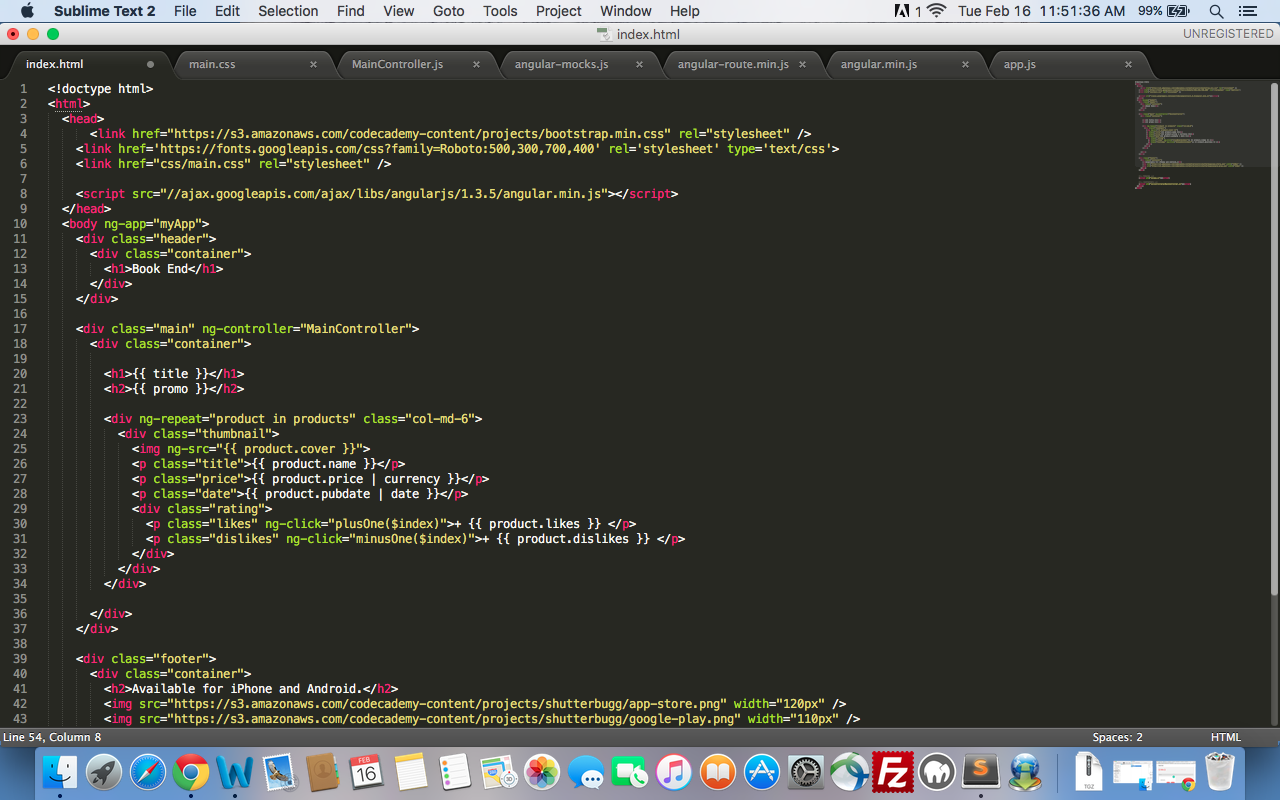 Sublime Text 2 File Edit Selection Find View Goto Tools Project Window Help 1 Tue Feb 16 11:51:36 AM 99%
index.html UNREGISTERED
index.html main.css MainController.js angular-mocks.js angular-route.min.js angular.min.js app.js
1 <!doctype html>
2 <html>
3 <head>
4 <link href="https://s3.amazonaws.com/codecademy-content/projects/bootstrap.min.css" rel="stylesheet" />
5 <link href='https://fonts.googleapis.com/css?family=Roboto:500,300,700,400' rel='stylesheet' type='text/css'>
6 <link href="css/main.css" rel="stylesheet" />
7
8 <script src="//ajax.googleapis.com/ajax/libs/angularjs/1.3.5/angular.min.js"></script>
9 </head>
10 <body ng-app="myApp">
11 <div class="header">
12 <div class="container">
13 <h1>Book End</h1>
14 </div>
15 </div>
16
17 <div class="main" ng-controller="MainController">
18 <div class="container">
19
20 <h1>{{ title }}</h1>
21 <h2>{{ promo }}</h2>
22
23 <div ng-repeat="product in products" class="col-md-6">
24 <div class="thumbnail">
25 <img ng-src="{{ product.cover }}">
26 <p class="title">{{ product.name }}</p>
27 <p class="price">{{ product.price | currency }}</p>
28 <p class="date">{{ product.pubdate | date }}</p>
29 <div class="rating">
30 <p class="likes" ng-click="plusOne($index)">+ {{ product.likes }} </p>
31 <p class="dislikes" ng-click="minusOne($index)">+ {{ product.dislikes }} </p>
32 </div>
33 </div>
34 </div>
35
36 </div>
37 </div>
38
39 <div class="footer">
40 <div class="container">
41 <h2>Available for iPhone and Android.</h2>
42 <img src="https://s3.amazonaws.com/codecademy-content/projects/shutterbugg/app-store.png" width="120px" />
43 <img src="https://s3.amazonaws.com/codecademy-content/projects/shutterbugg/google-play.png" width="110px" />
Line 54, Column 8 Spaces: 2 HTML
FEB
16
TGZ